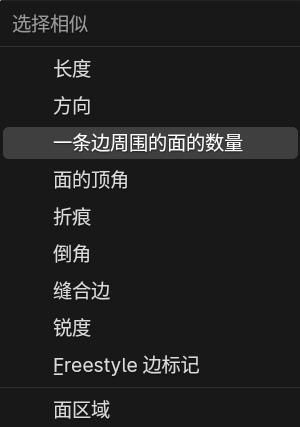 选择相似
长度
方向
一条边周围的面的数量
面的顶角
折痕
倒角
缝合边
锐度
Freestyle 边标记
面区域